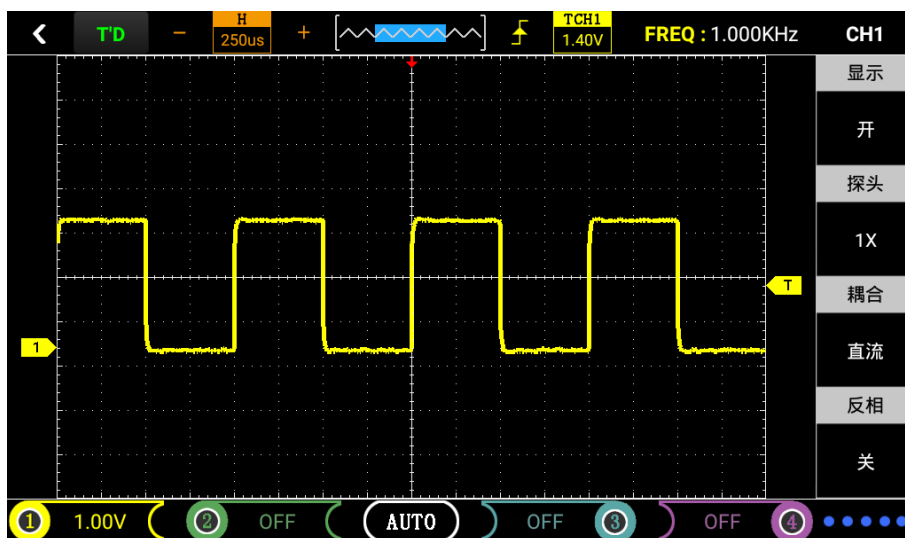 T'D
H
250us
TCH1
1.40V
FREQ : 1.000KHz
CH1
显示
开
探头
1X
T
耦合
1
直流
反相
关
1 1.00V
2 OFF
AUTO
OFF 3
OFF 4